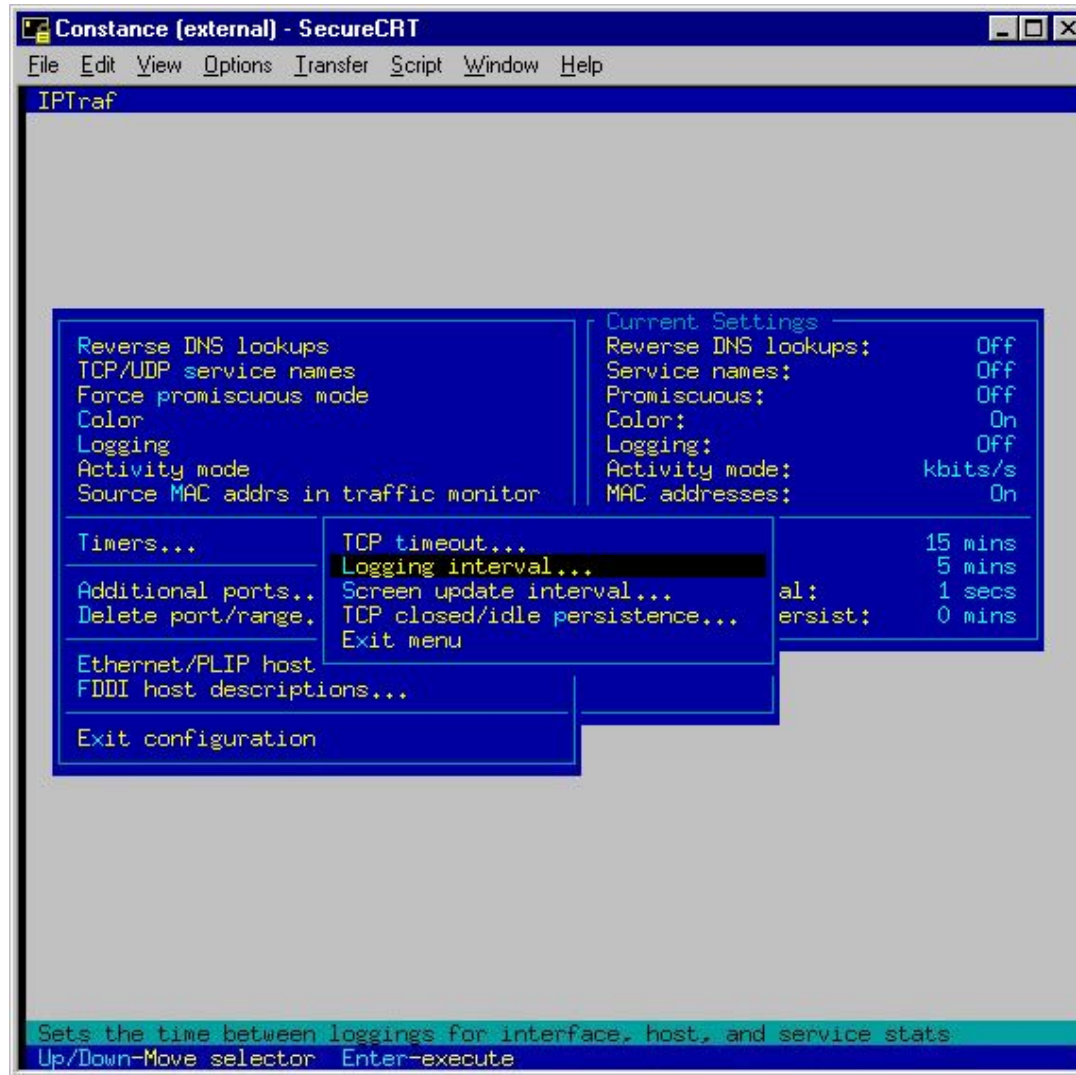 Constance (external) - SecureCRT
File Edit View Options Transfer Script Window Help
IPTraf
Reverse DNS lookups
TCP/UDP service names
Force promiscuous mode
Color
Logging
Activity mode
Source MAC addrs in traffic monitor
Timers...
Additional ports..
Delete port/range.
Ethernet/PLIP host
FDDI host descriptions...
Exit configuration
Current Settings
Reverse DNS lookups: Off
Service names: Off
Promiscuous: Off
Color: On
Logging: Off
Activity mode: kbits/s
MAC addresses: On
15 mins
5 mins
al: 1 secs
ersist: 0 mins
TCP timeout...
Logging interval...
Screen update interval...
TCP closed/idle persistence...
Exit menu
Sets the time between loggings for interface, host, and service stats
Up/Down-Move selector Enter-execute